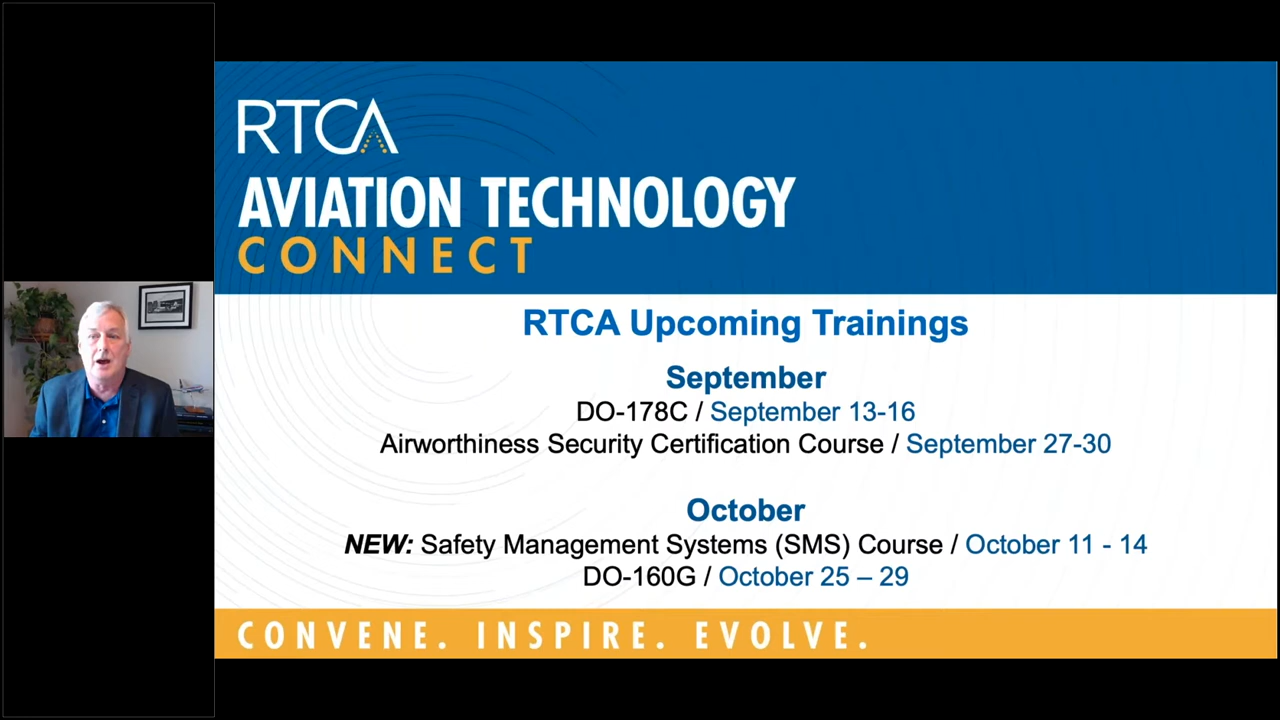 RTCA
AVIATION TECHNOLOGY
CONNECT
RTCA Upcoming Trainings
September
DO-178C / September 13-16
Airworthiness Security Certification Course / September 27-30
October
NEW: Safety Management Systems (SMS) Course / October 11 - 14
DO-160G / October 25 – 29
CONVENE. INSPIRE. EVOLVE.